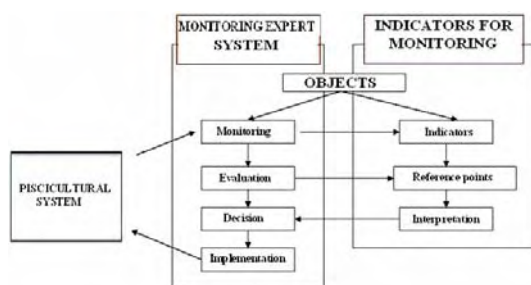 MONITORING EXPERT
SYSTEM
INDICATORS FOR
MONITORING
OBJECTS
Monitoring
Indicators
PISCICULTURAL
SYSTEM
Evaluation
Reference points
Decision
Interpretation
Implementation